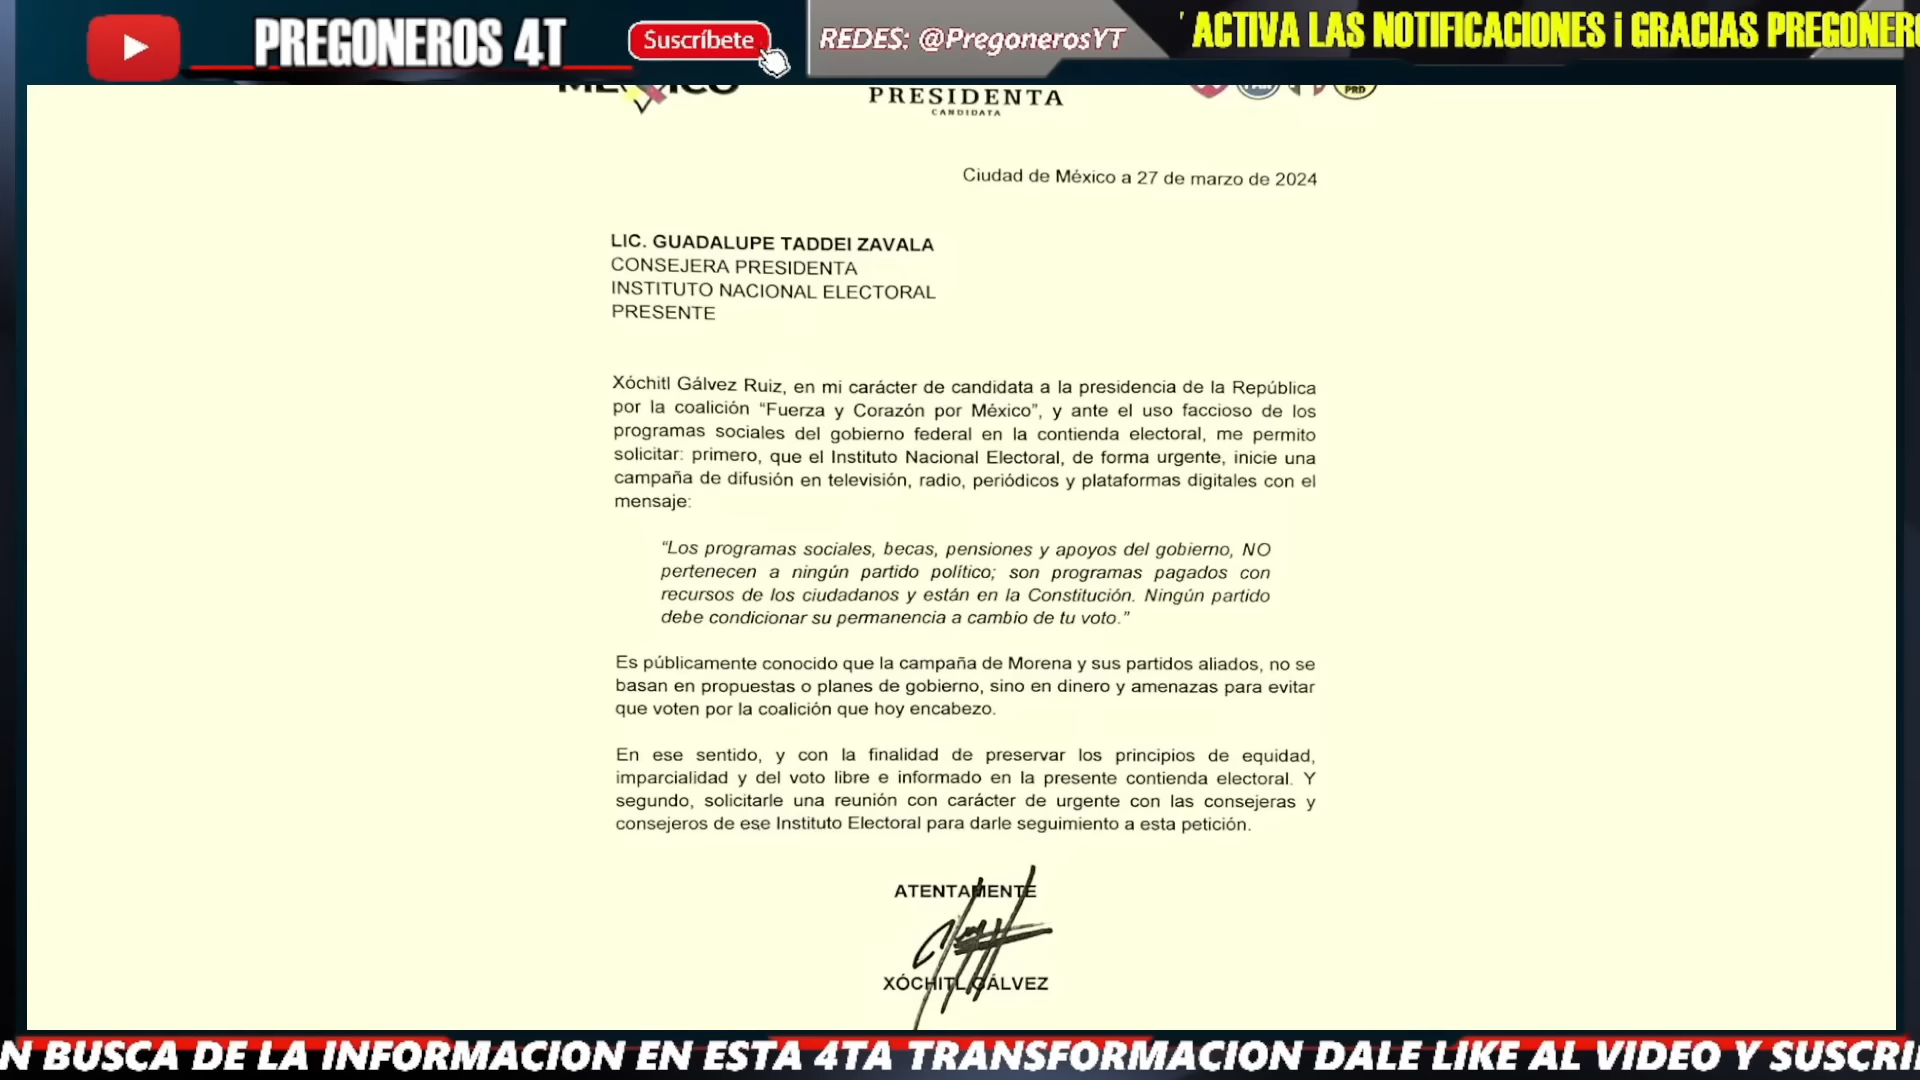 PREGONEROS 4T
Suscríbete
REDES: @PregonerosYT
ACTIVA LAS NOTIFICACIONES ¡ GRACIAS PREGONERO
MÉXICO
PRESIDENTA
CANDIDATA
PRD
Ciudad de México a 27 de marzo de 2024
LIC. GUADALUPE TADDEI ZAVALA
CONSEJERA PRESIDENTA
INSTITUTO NACIONAL ELECTORAL
PRESENTE
Xóchitl Gálvez Ruiz, en mi carácter de candidata a la presidencia de la República
por la coalición “Fuerza y Corazón por México”, y ante el uso faccioso de los
programas sociales del gobierno federal en la contienda electoral, me permito
solicitar: primero, que el Instituto Nacional Electoral, de forma urgente, inicie una
campaña de difusión en televisión, radio, periódicos y plataformas digitales con el
mensaje:
“Los programas sociales, becas, pensiones y apoyos del gobierno, NO
pertenecen a ningún partido político; son programas pagados con
recursos de los ciudadanos y están en la Constitución. Ningún partido
debe condicionar su permanencia a cambio de tu voto.”
Es públicamente conocido que la campaña de Morena y sus partidos aliados, no se
basan en propuestas o planes de gobierno, sino en dinero y amenazas para evitar
que voten por la coalición que hoy encabezo.
En ese sentido, y con la finalidad de preservar los principios de equidad,
imparcialidad y del voto libre e informado en la presente contienda electoral. Y
segundo, solicitarle una reunión con carácter de urgente con las consejeras y
consejeros de ese Instituto Electoral para darle seguimiento a esta petición.
ATENTAMENTE
XÓCHITL GÁLVEZ
N BUSCA DE LA INFORMACION EN ESTA 4TA TRANSFORMACION DALE LIKE AL VIDEO Y SUSCRI